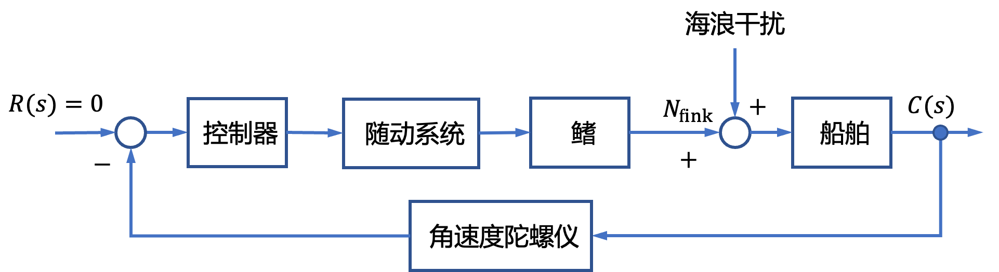 海浪干扰
R(s) = 0
N_fink
+
C(s)
控制器
随动系统
鳍
船舶
−
+
角速度陀螺仪